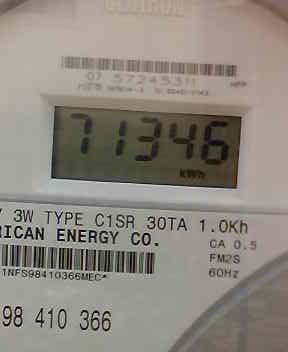 07 57245311
71346
kWh
3W TYPE C1SR 30TA 1.0Kh
RICAN ENERGY CO.
CA 0.5
FM2S
60Hz
1NFS98410366MEC*
98 410 366